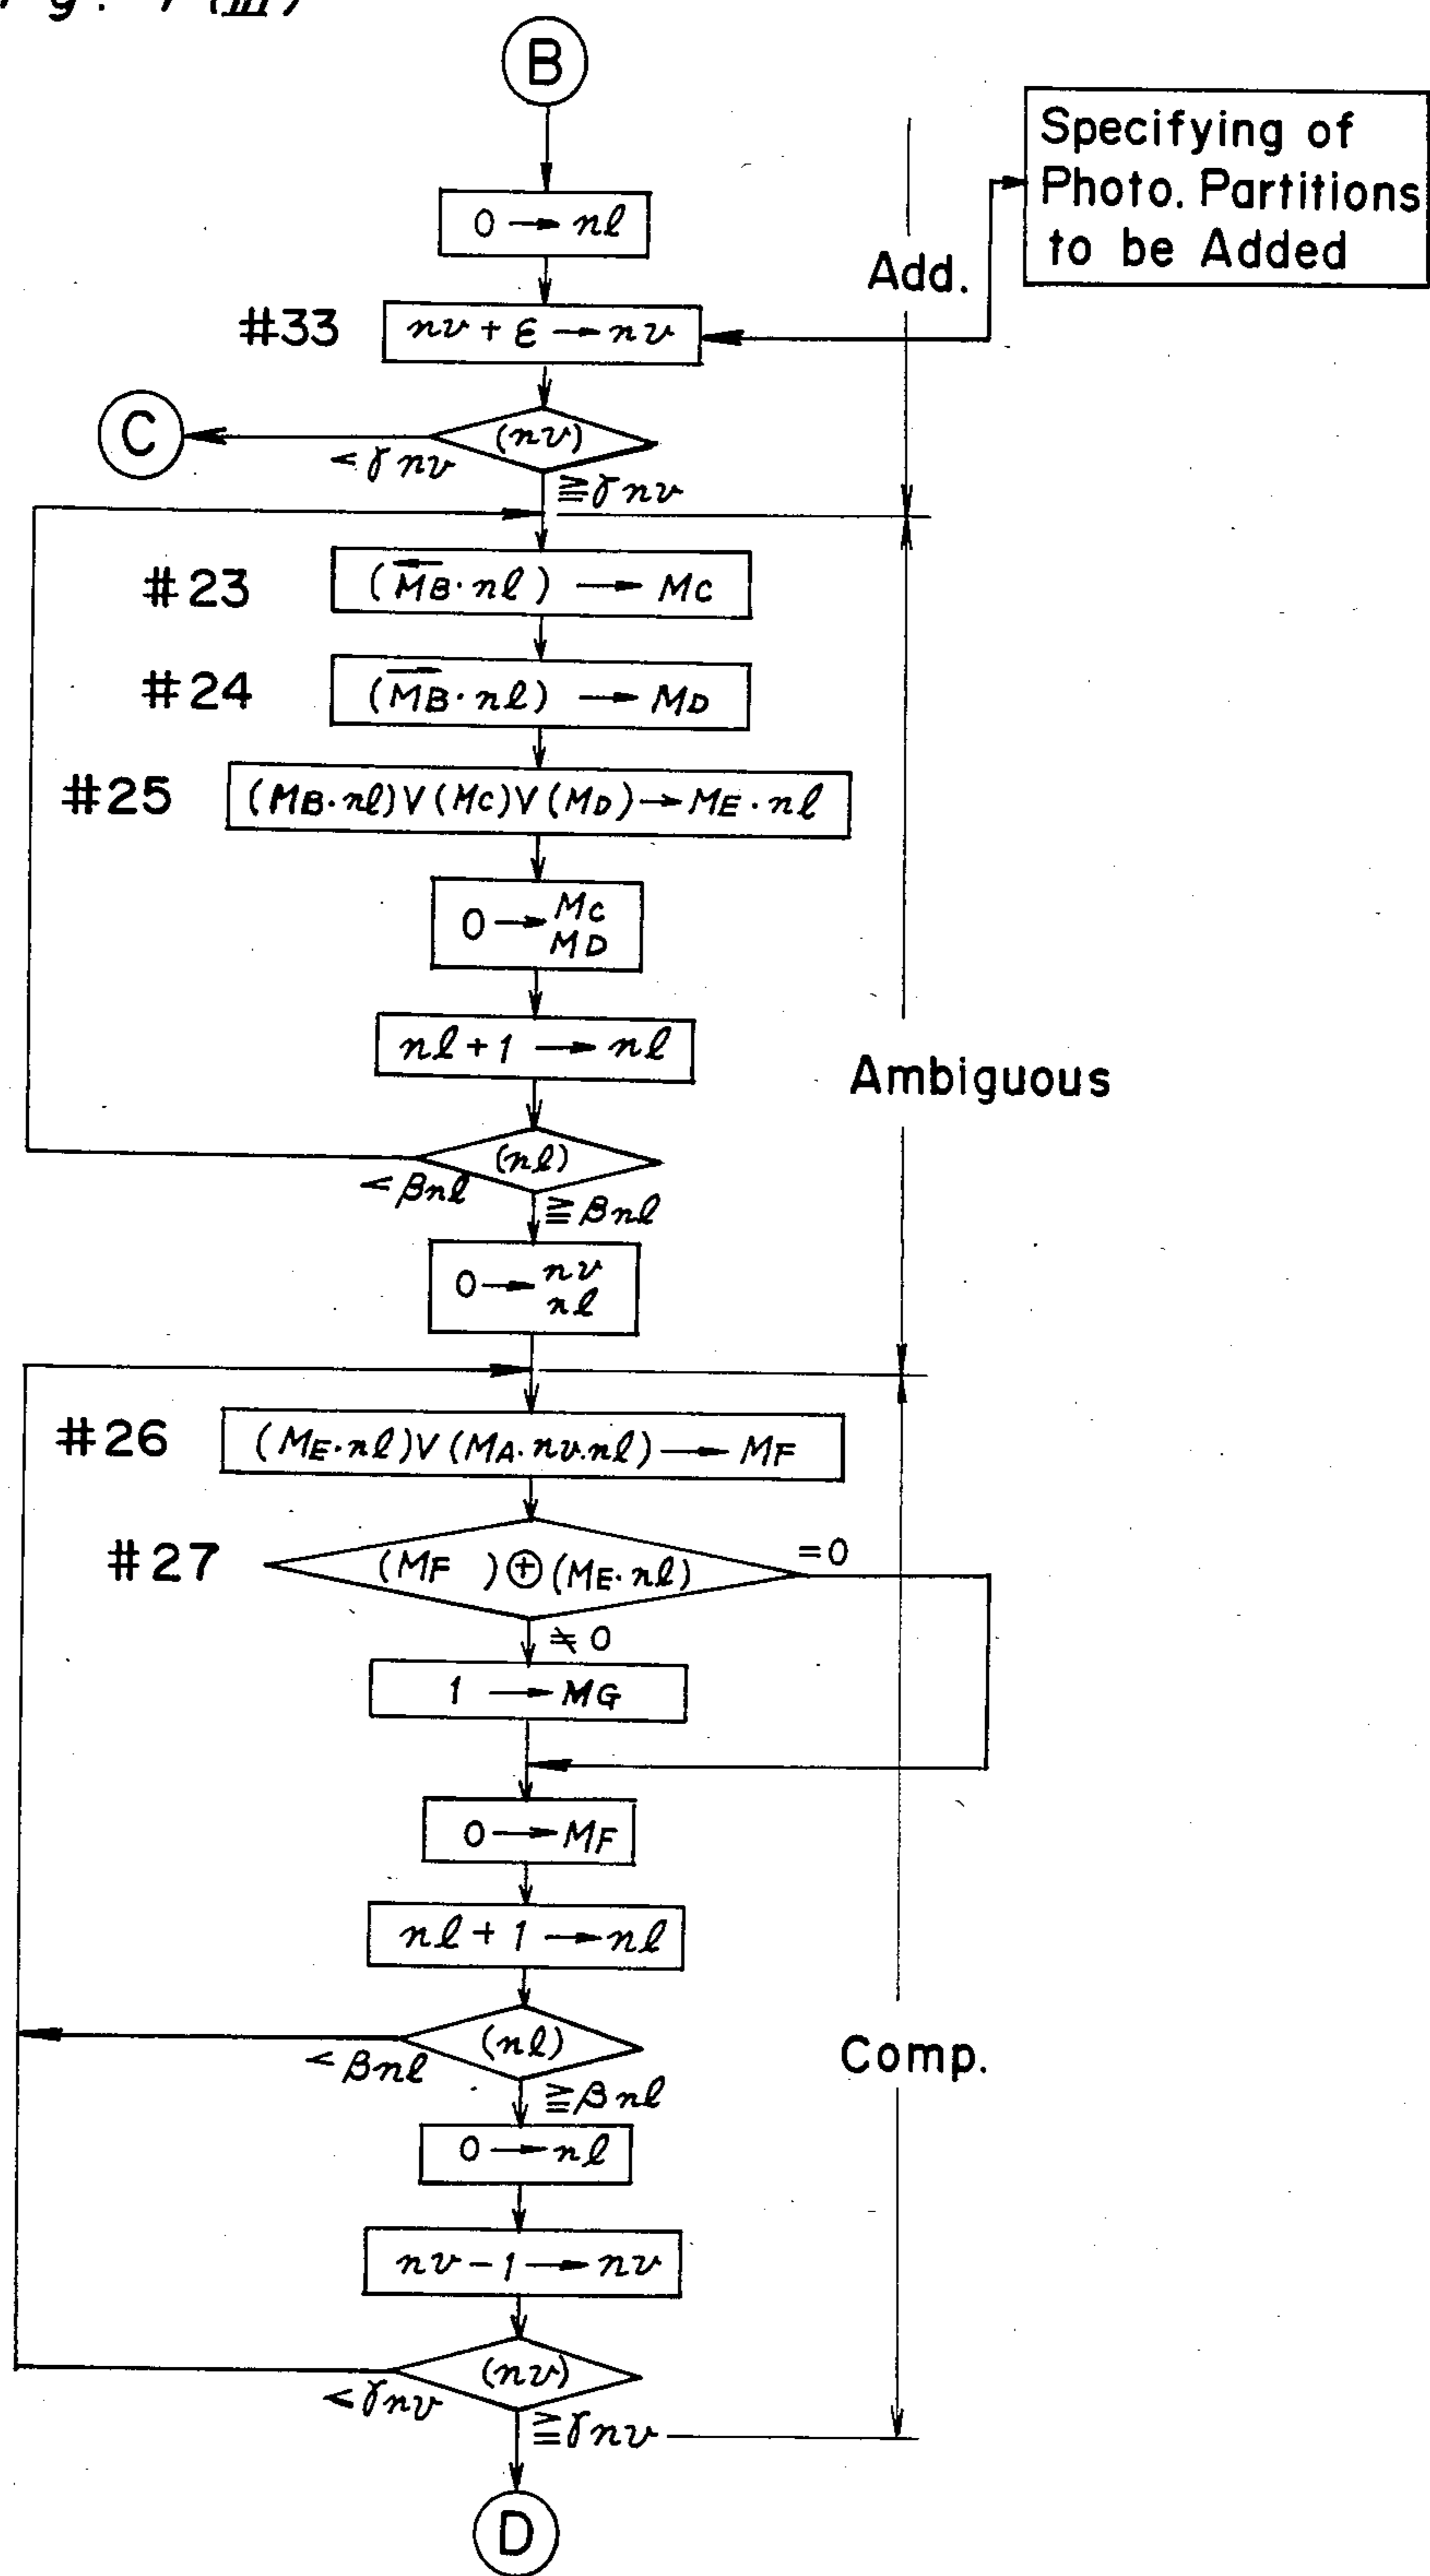 (III)
B
Specifying of
Photo. Partitions
to be Added
0 → nl
Add.
#33
nv + ε → nv
C
(nv)
< γnv
≧ γnv
#23
(M⃖B·nl) → MC
#24
(M⃗B·nl) → MD
#25
(MB·nl) V (MC) V (MD) → ME·nl
0 → MC
MD
nl + 1 → nl
Ambiguous
(nl)
< βnl
≧ βnl
0 → nv
nl
#26
(ME·nl) V (MA·nv·nl) → MF
#27
(MF ) ⊕ (ME·nl)
=0
≠ 0
1 → MG
0 → MF
nl + 1 → nl
(nl)
Comp.
< βnl
≧ βnl
0 → nl
nv - 1 → nv
(nv)
< γnv
≧ γnv
D